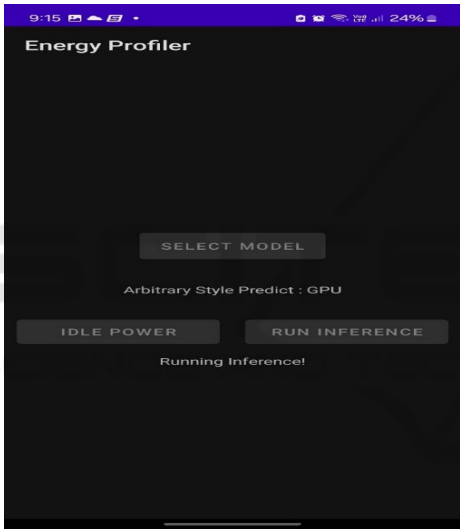 9:15
24%
Energy Profiler
SELECT MODEL
Arbitrary Style Predict : GPU
IDLE POWER
RUN INFERENCE
Running Inference!